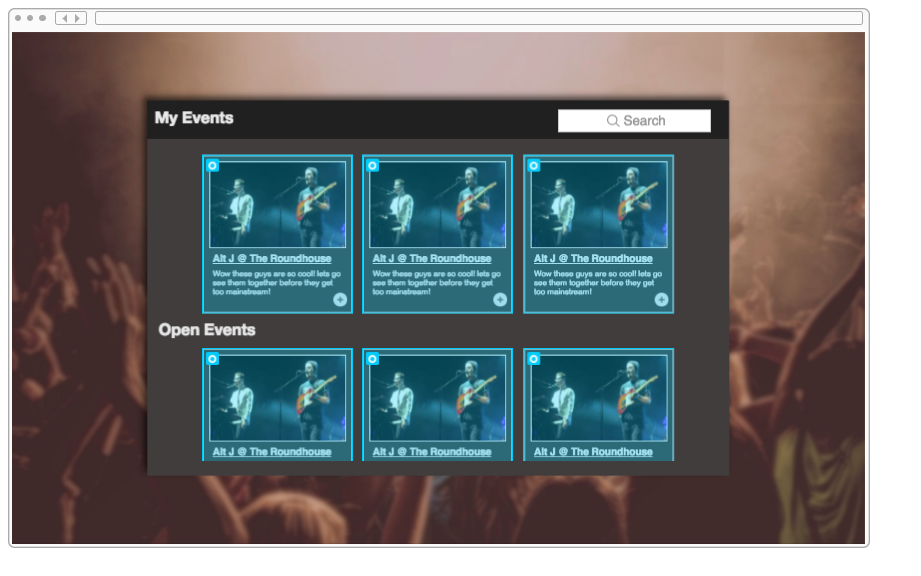 My Events
Search
Alt J @ The Roundhouse
Wow these guys are so cool! lets go
see them together before they get
too mainstream!
Alt J @ The Roundhouse
Wow these guys are so cool! lets go
see them together before they get
too mainstream!
Alt J @ The Roundhouse
Wow these guys are so cool! lets go
see them together before they get
too mainstream!
Open Events
Alt J @ The Roundhouse
Alt J @ The Roundhouse
Alt J @ The Roundhouse